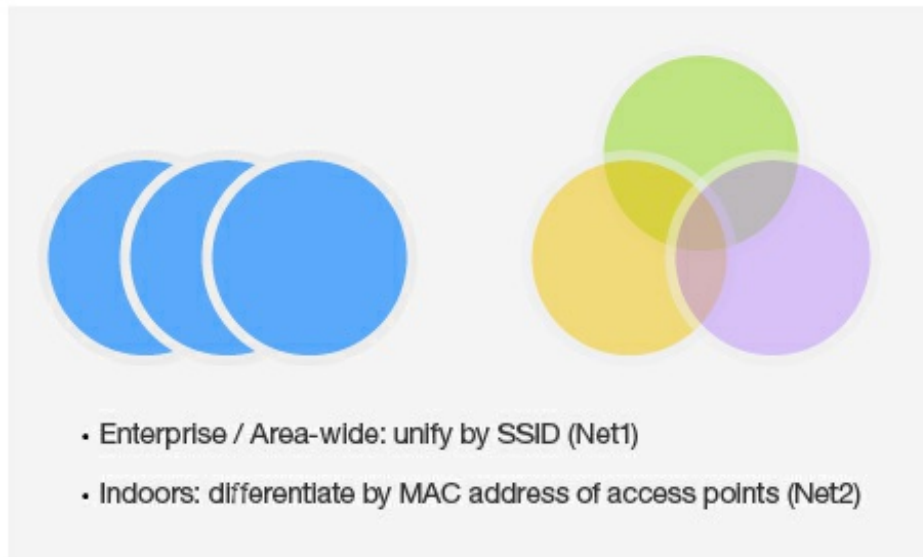 • Enterprise / Area-wide: unify by SSID (Net1)
• Indoors: differentiate by MAC address of access points (Net2)